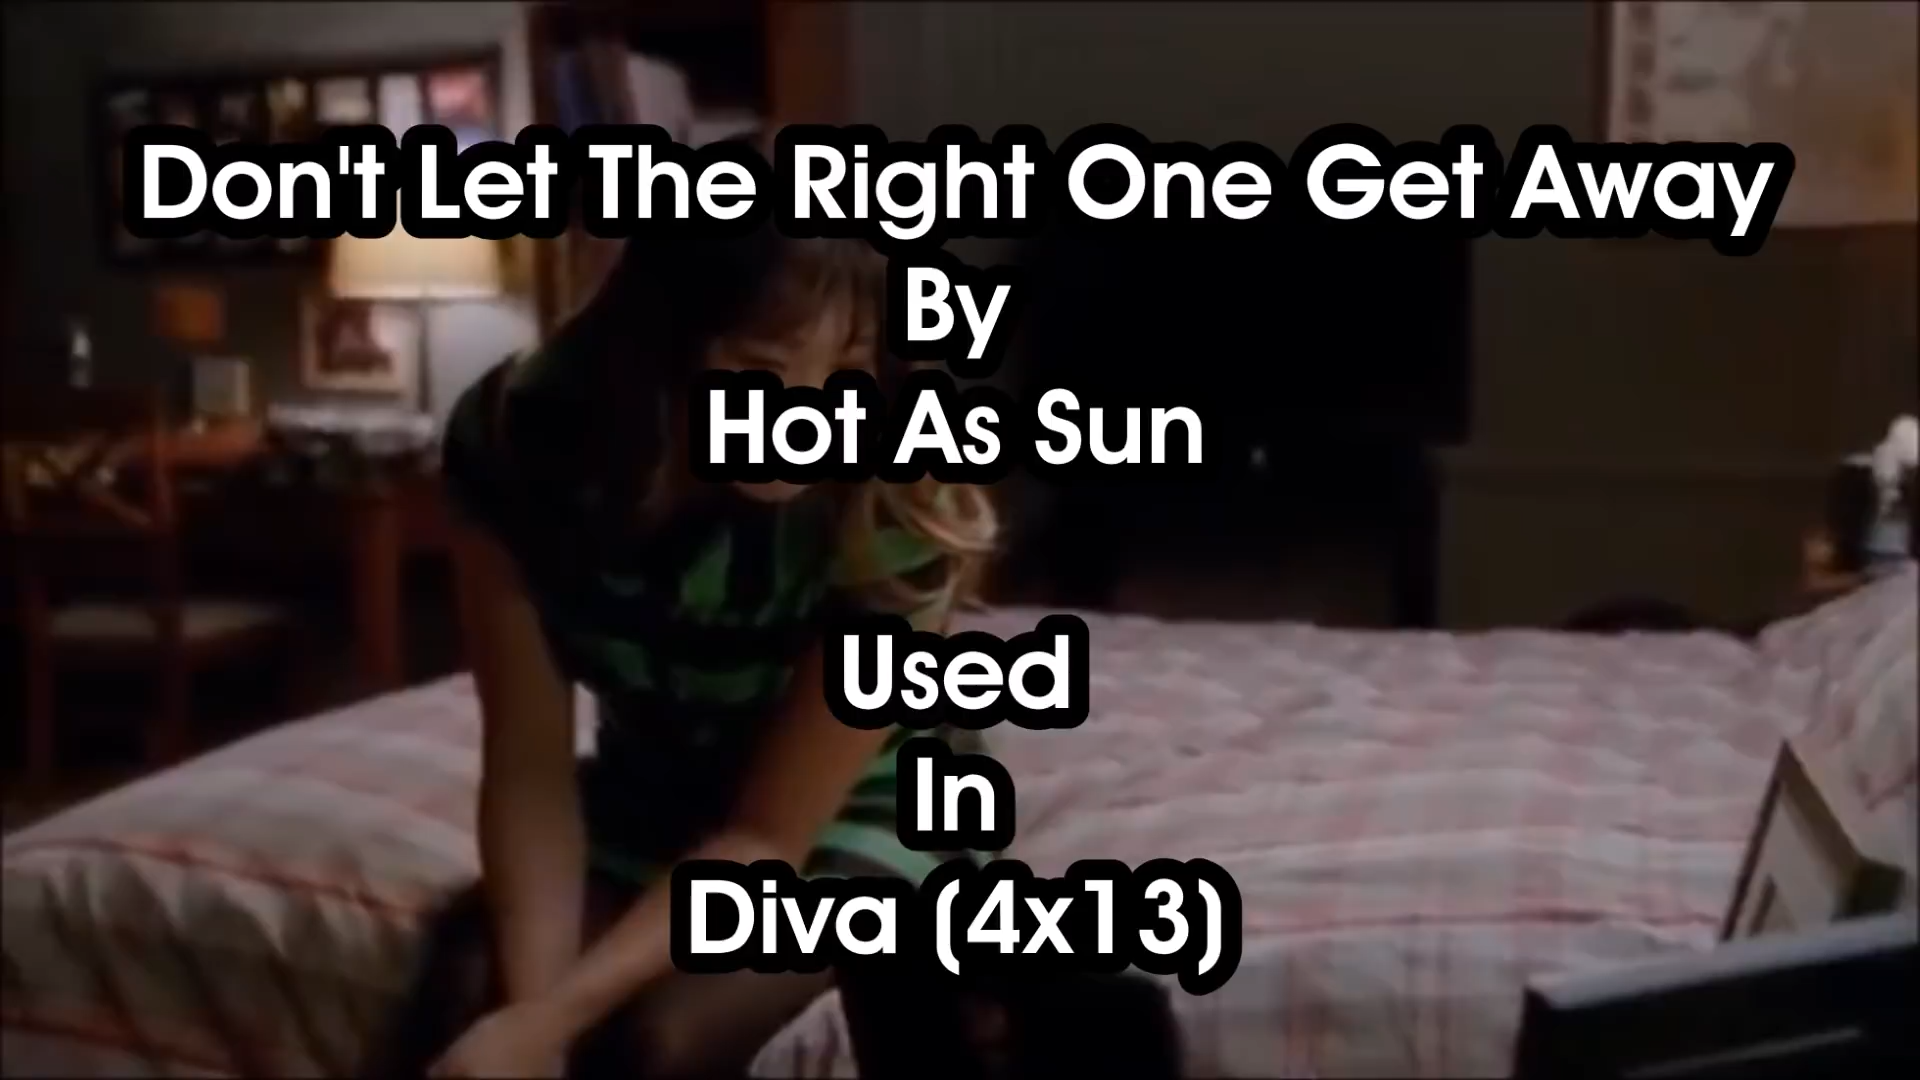 Don't Let The Right One Get Away
By
Hot As Sun
Used
In
Diva (4x13)